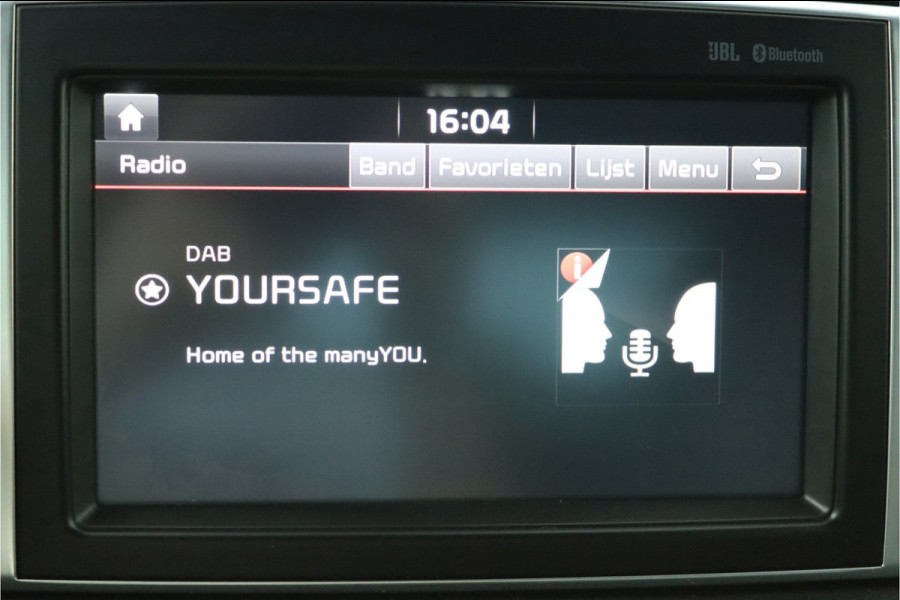 JBL Bluetooth
16:04
Radio Band Favorieten Lijst Menu
DAB
YOURSAFE
Home of the manyYOU.
i